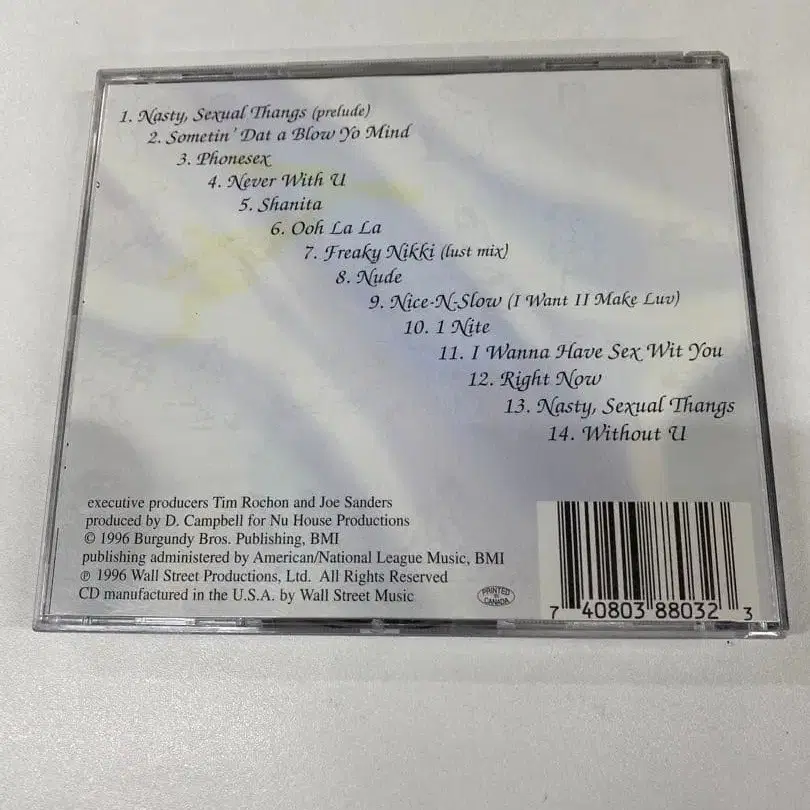 1. Nasty, Sexual Thangs (prelude)
2. Sometin' Dat a Blow Yo Mind
3. Phonesex
4. Never With U
5. Shanita
6. Ooh La La
7. Freaky Nikki (lust mix)
8. Nude
9. Nice-N-Slow (I Want II Make Luv)
10. 1 Nite
11. I Wanna Have Sex Wit You
12. Right Now
13. Nasty, Sexual Thangs
14. Without U
executive producers Tim Rochon and Joe Sanders
produced by D. Campbell for Nu House Productions
© 1996 Burgundy Bros. Publishing, BMI
publishing administered by American/National League Music, BMI
℗ 1996 Wall Street Productions, Ltd. All Rights Reserved
CD manufactured in the U.S.A. by Wall Street Music
PRINTED
IN
CANADA
7 40803 88032 3